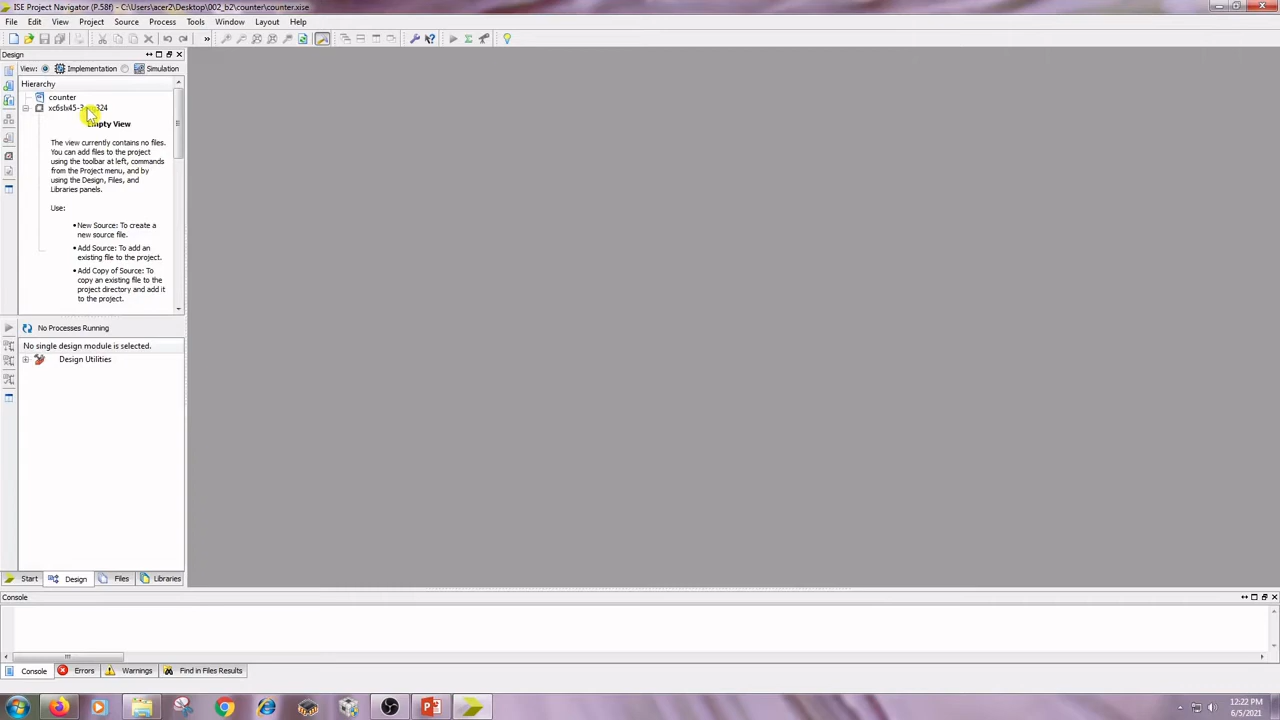 ISE Project Navigator (P.58f) - C:\Users\acer2\Desktop\002_b2\counter\counter.xise
File Edit View Project Source Process Tools Window Layout Help
»
Design
View: Implementation Simulation
Hierarchy
counter
Empty View
The view currently contains no files.
You can add files to the project
using the toolbar at left, commands
from the Project menu, and by
using the Design, Files, and
Libraries panels.
Use:
• New Source: To create a
new source file.
• Add Source: To add an
existing file to the project.
• Add Copy of Source: To
copy an existing file to the
project directory and add it
to the project.
No Processes Running
No single design module is selected.
Design Utilities
Start Design Files Libraries
Console
Console Errors Warnings Find in Files Results
12:22 PM
6/5/2021